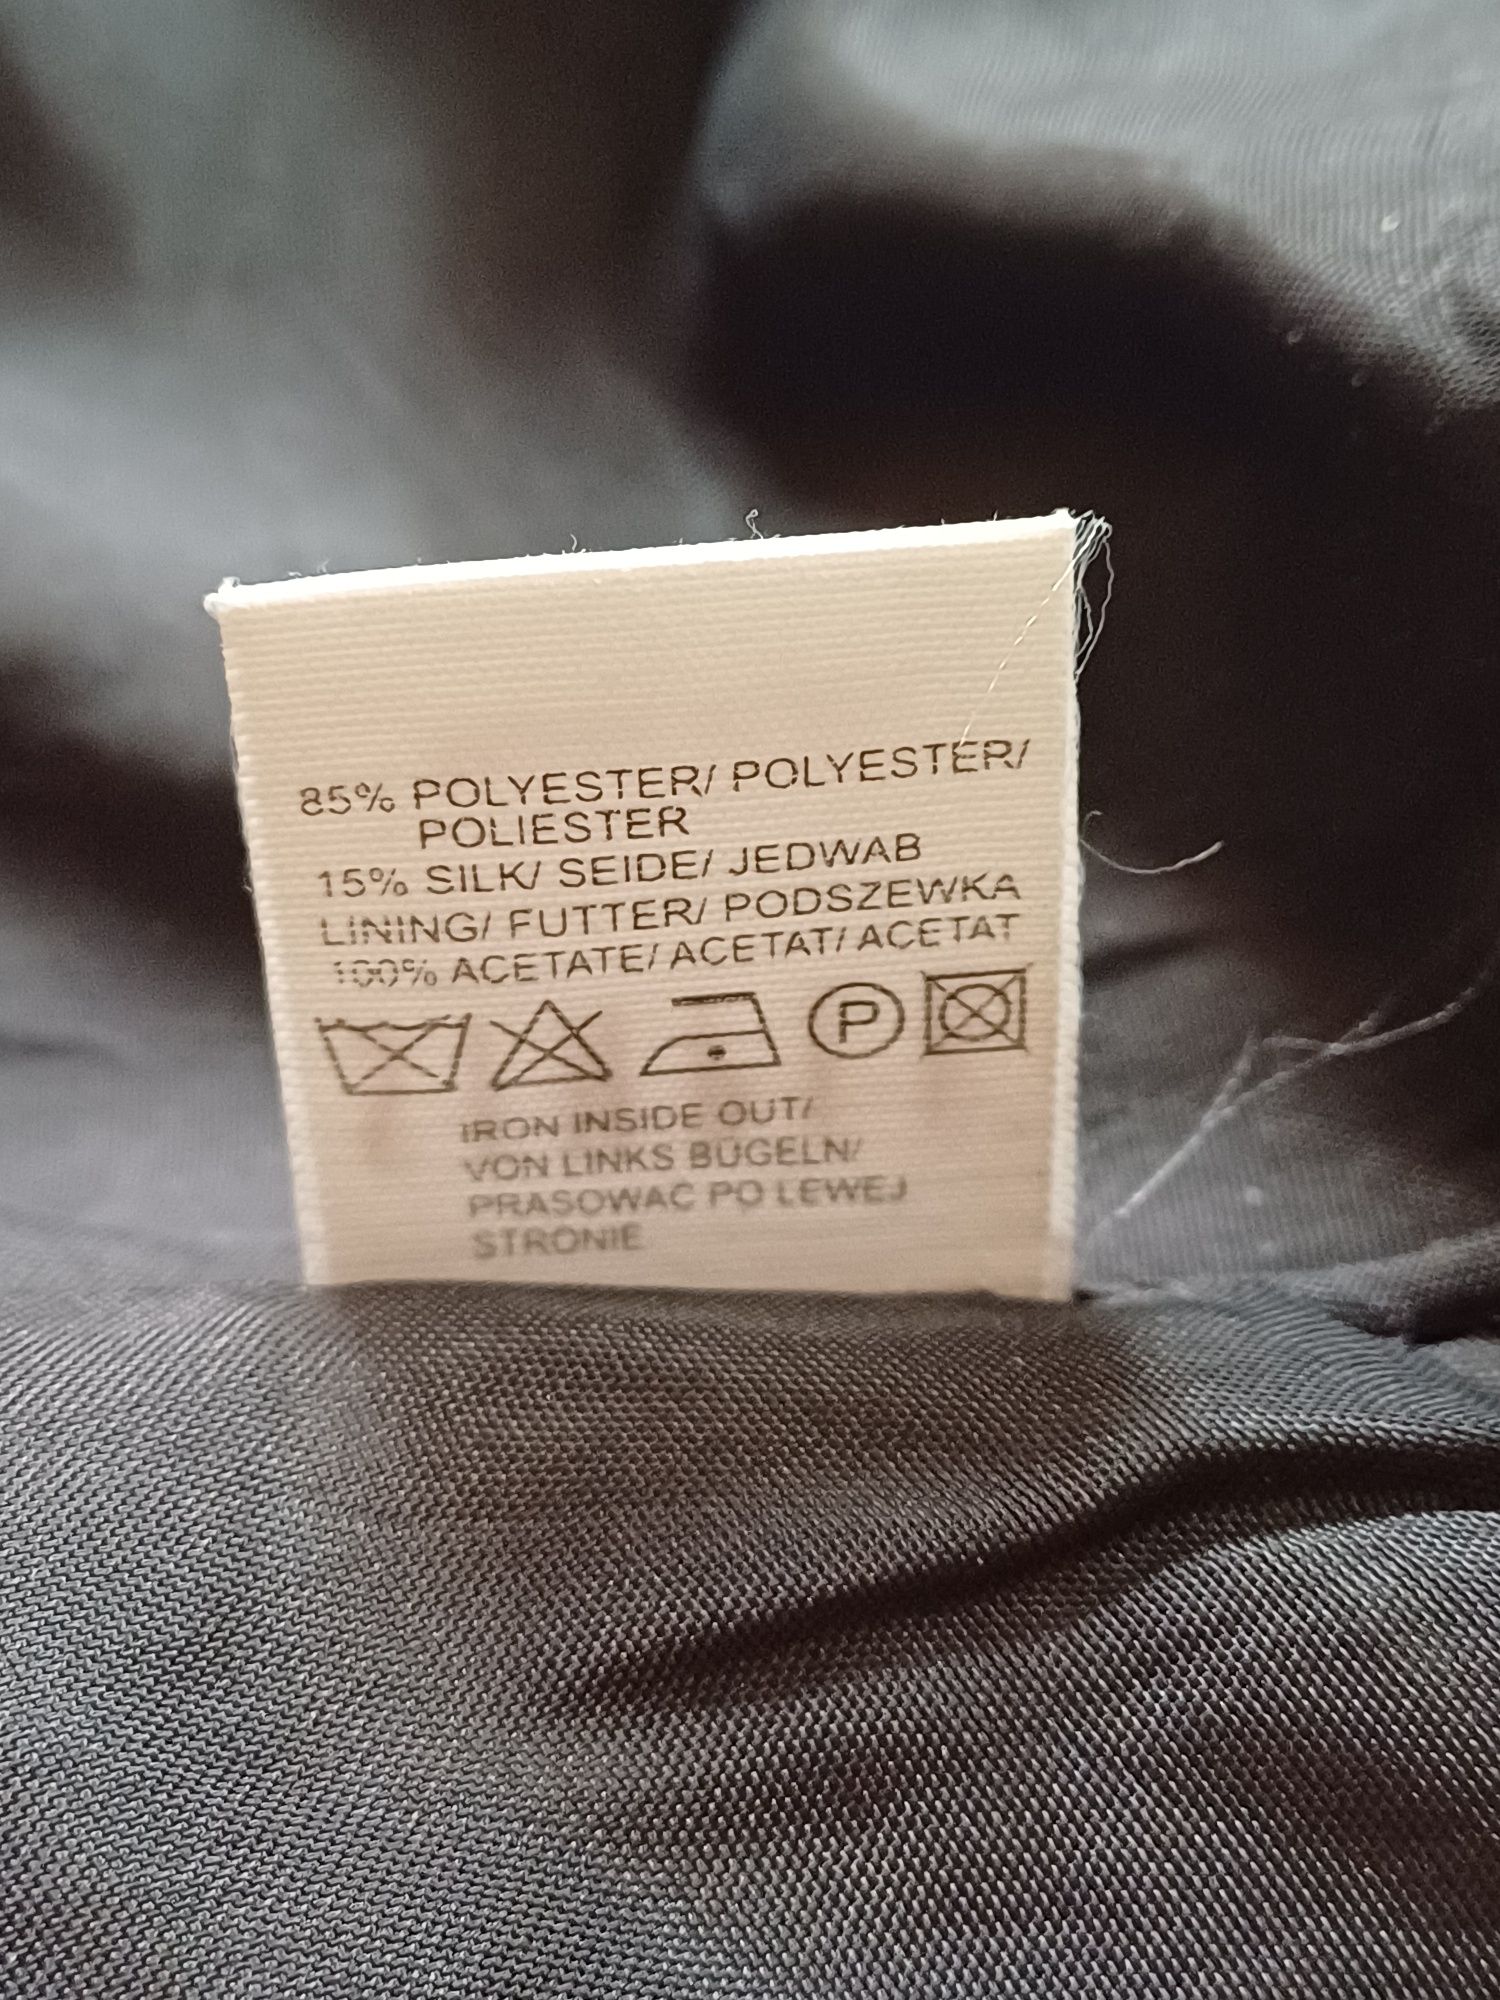 85% POLYESTER/ POLYESTER/
POLIESTER
15% SILK/ SEIDE/ JEDWAB
LINING/ FUTTER/ PODSZEWKA
100% ACETATE/ ACETAT/ ACETAT
P
IRON INSIDE OUT/
VON LINKS BÜGELN/
PRASOWAĆ PO LEWEJ
STRONIE